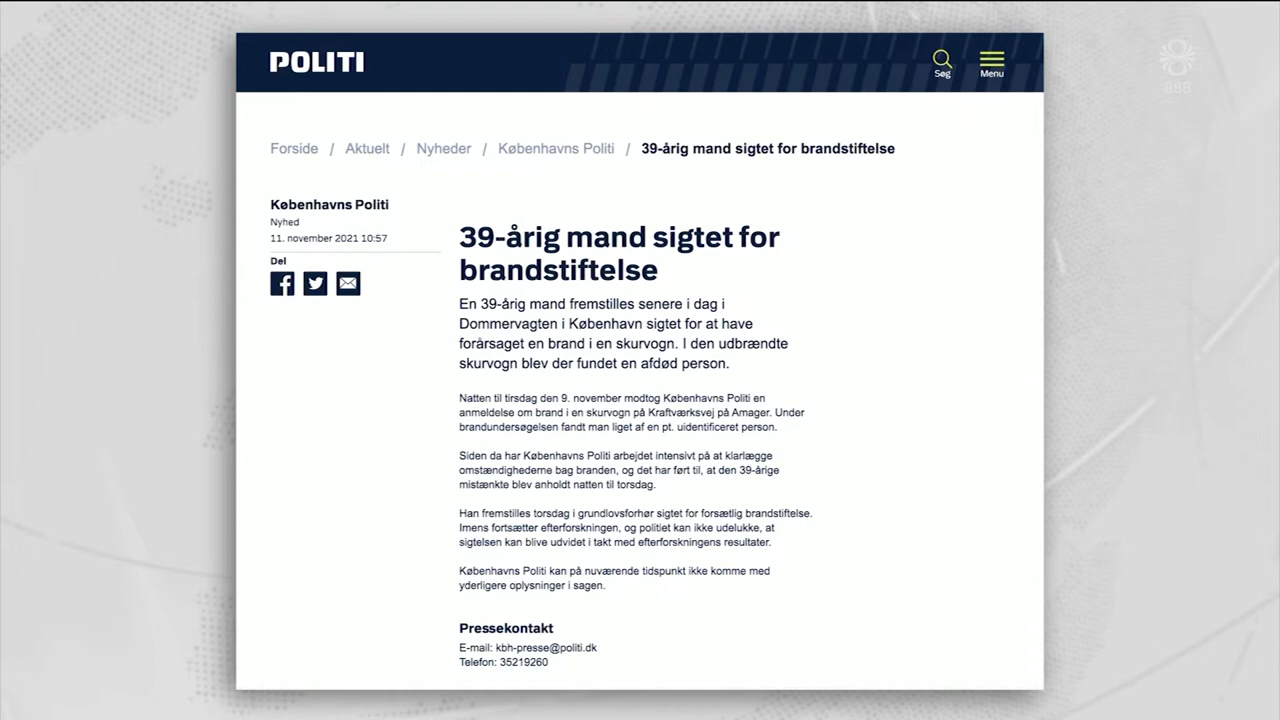 POLITI
Søg
Menu
888
Forside / Aktuelt / Nyheder / Københavns Politi / 39-årig mand sigtet for brandstiftelse
Københavns Politi
Nyhed
11. november 2021 10:57
Del
39-årig mand sigtet for
brandstiftelse
En 39-årig mand fremstilles senere i dag i
Dommervagten i København sigtet for at have
forårsaget en brand i en skurvogn. I den udbrændte
skurvogn blev der fundet en afdød person.
Natten til tirsdag den 9. november modtog Københavns Politi en
anmeldelse om brand i en skurvogn på Kraftværksvej på Amager. Under
brandundersøgelsen fandt man liget af en pt. uidentificeret person.
Siden da har Københavns Politi arbejdet intensivt på at klarlægge
omstændighederne bag branden, og det har ført til, at den 39-årige
mistænkte blev anholdt natten til torsdag.
Han fremstilles torsdag i grundlovsforhør sigtet for forsætlig brandstiftelse.
Imens fortsætter efterforskningen, og politiet kan ikke udelukke, at
sigtelsen kan blive udvidet i takt med efterforskningens resultater.
Københavns Politi kan på nuværende tidspunkt ikke komme med
yderligere oplysninger i sagen.
Pressekontakt
E-mail: kbh-presse@politi.dk
Telefon: 35219260